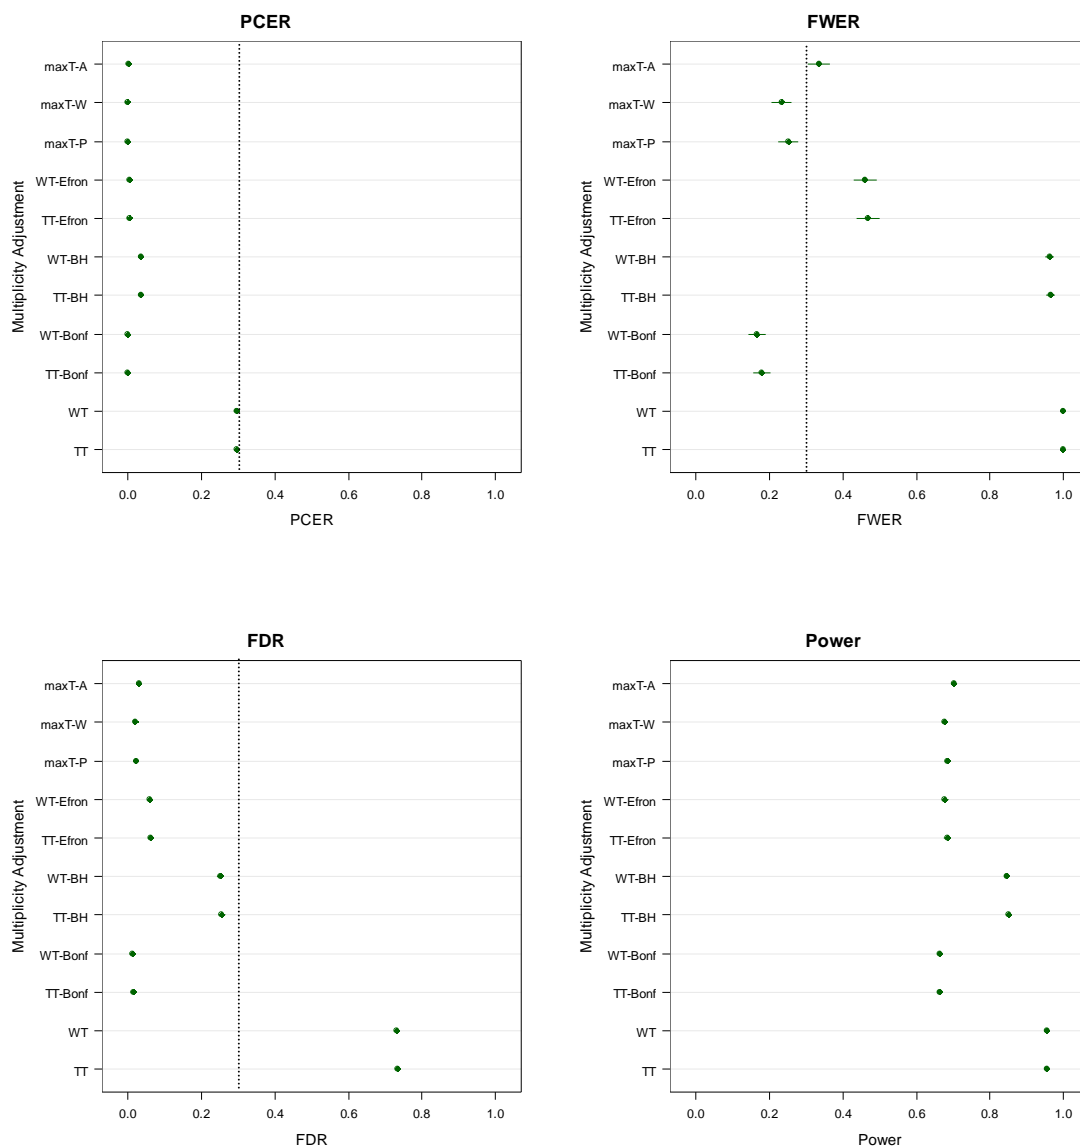 PCER
Multiplicity Adjustment
maxT-A
maxT-W
maxT-P
WT-Efron
TT-Efron
WT-BH
TT-BH
WT-Bonf
TT-Bonf
WT
TT
0.0 0.2 0.4 0.6 0.8 1.0
PCER
FWER
Multiplicity Adjustment
maxT-A
maxT-W
maxT-P
WT-Efron
TT-Efron
WT-BH
TT-BH
WT-Bonf
TT-Bonf
WT
TT
0.0 0.2 0.4 0.6 0.8 1.0
FWER
FDR
Multiplicity Adjustment
maxT-A
maxT-W
maxT-P
WT-Efron
TT-Efron
WT-BH
TT-BH
WT-Bonf
TT-Bonf
WT
TT
0.0 0.2 0.4 0.6 0.8 1.0
FDR
Power
Multiplicity Adjustment
maxT-A
maxT-W
maxT-P
WT-Efron
TT-Efron
WT-BH
TT-BH
WT-Bonf
TT-Bonf
WT
TT
0.0 0.2 0.4 0.6 0.8 1.0
Power